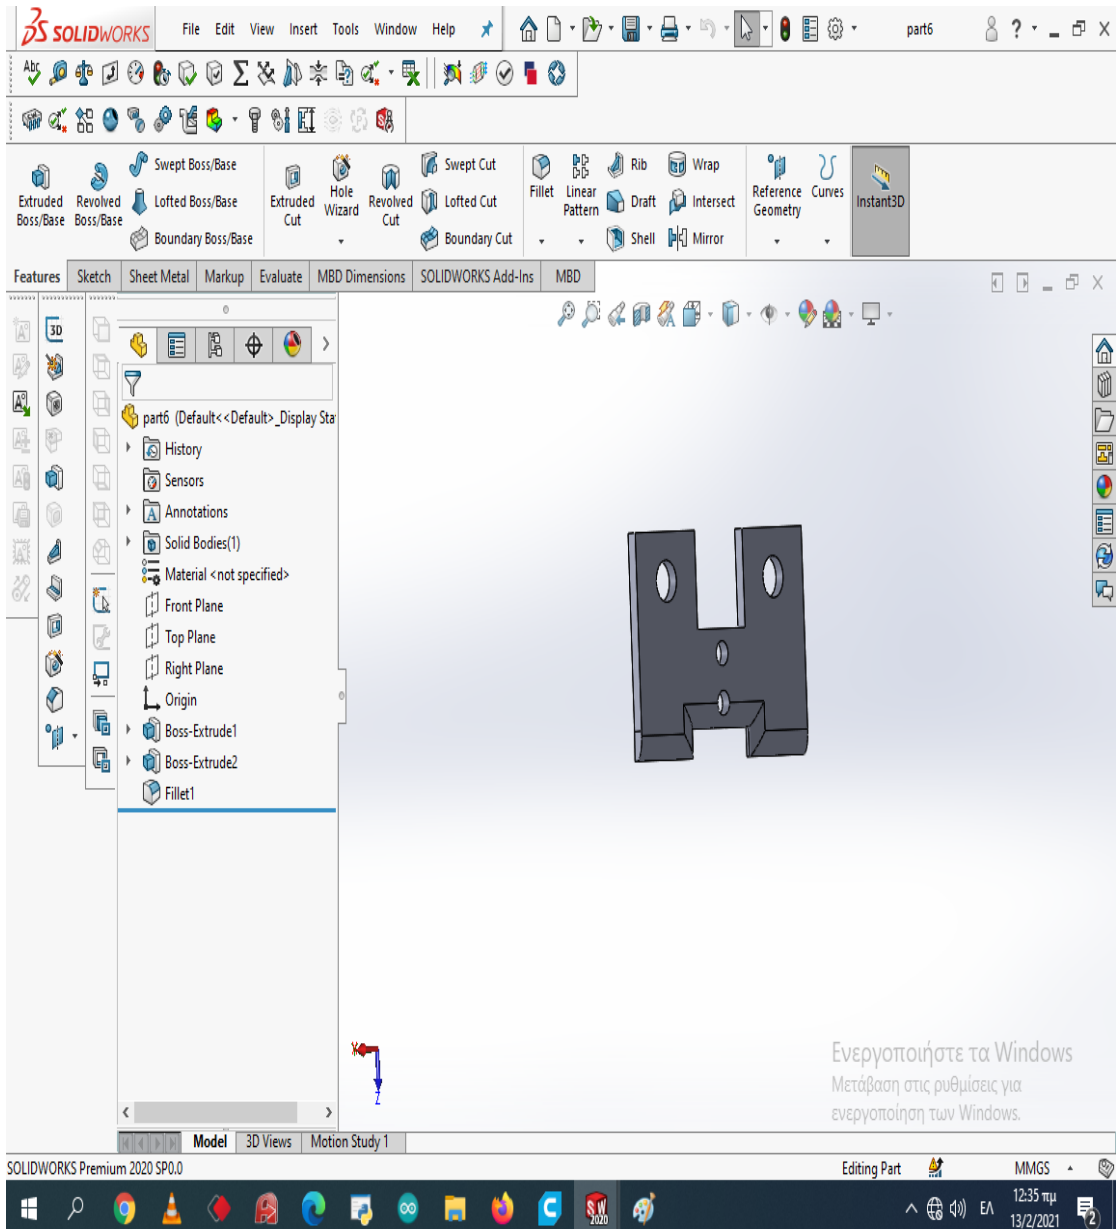 SOLIDWORKS File Edit View Insert Tools Window Help part6 ?
Abc
Extruded Boss/Base
Revolved Boss/Base
Swept Boss/Base
Lofted Boss/Base
Boundary Boss/Base
Extruded Cut
Hole Wizard
Revolved Cut
Swept Cut
Lofted Cut
Boundary Cut
Fillet
Linear Pattern
Rib
Draft
Shell
Wrap
Intersect
Mirror
Reference Geometry
Curves
Instant3D
Features Sketch Sheet Metal Markup Evaluate MBD Dimensions SOLIDWORKS Add-Ins MBD
3D
part6 (Default<<Default>_Display Sta
History
Sensors
Annotations
Solid Bodies(1)
Material <not specified>
Front Plane
Top Plane
Right Plane
Origin
Boss-Extrude1
Boss-Extrude2
Fillet1
X
Z
Ενεργοποιήστε τα Windows
Μετάβαση στις ρυθμίσεις για
ενεργοποίηση των Windows.
Model 3D Views Motion Study 1
SOLIDWORKS Premium 2020 SP0.0 Editing Part MMGS
SW 2020 ΕΛ 12:35 πμ
13/2/2021 2